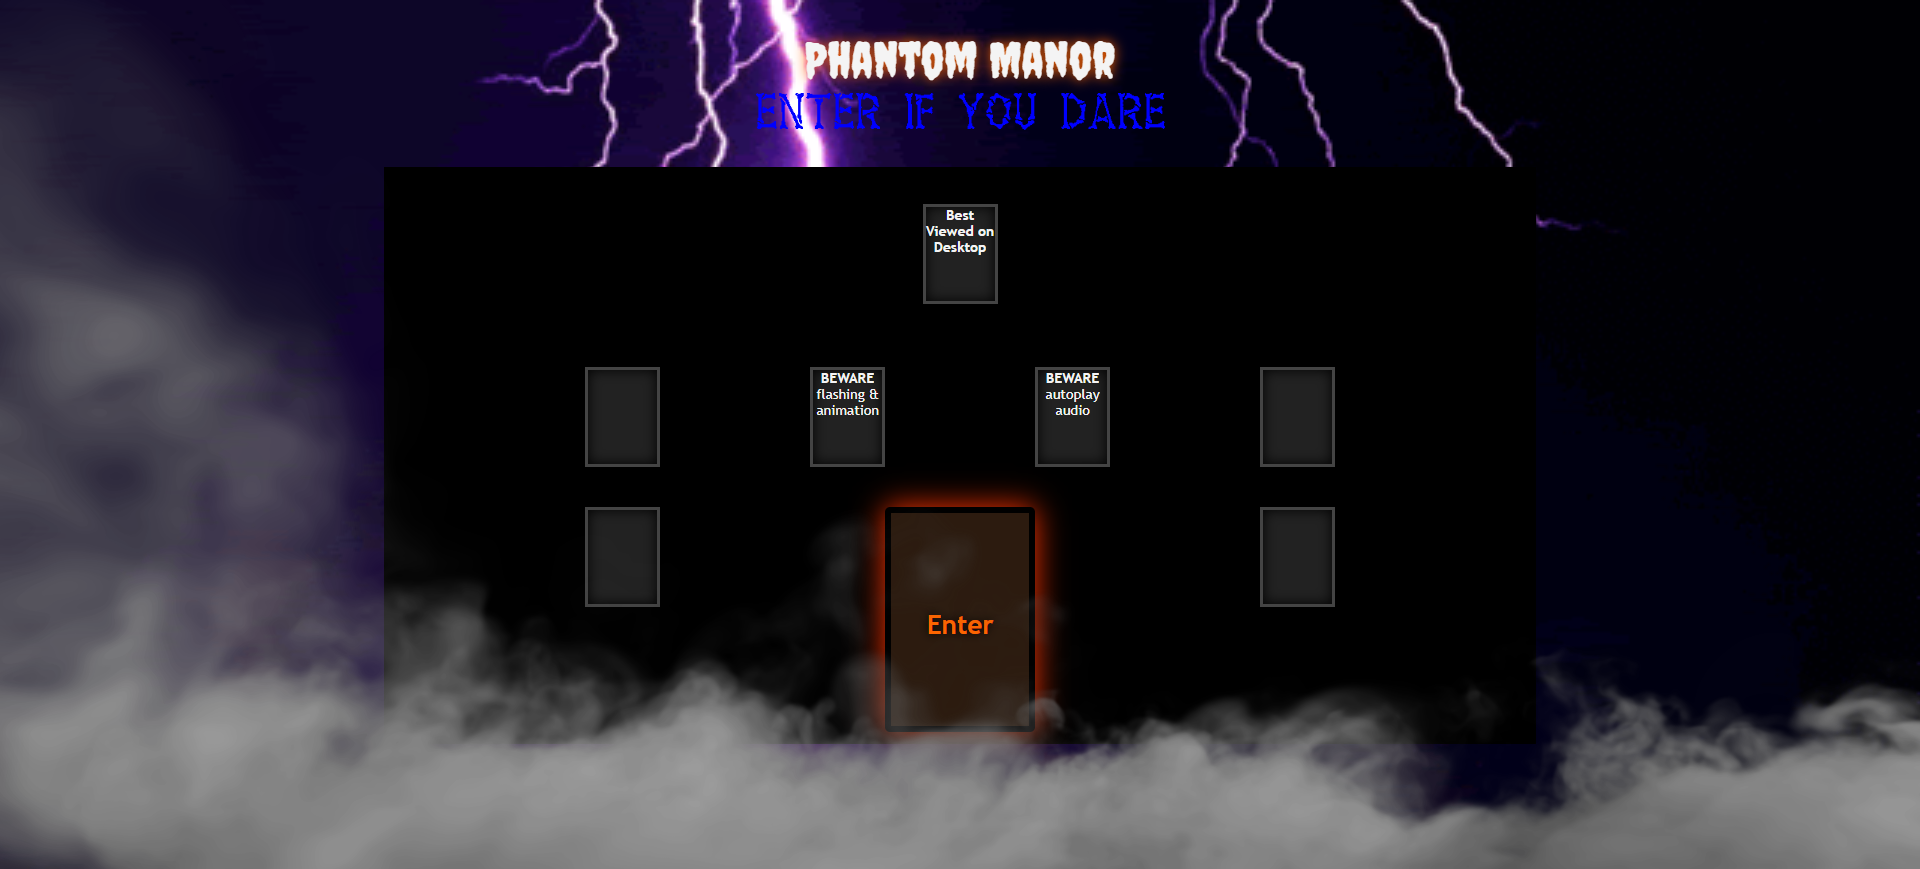 PHANTOM MANOR
ENTER IF YOU DARE
Best
Viewed on
Desktop
BEWARE
flashing &
animation
BEWARE
autoplay
audio
Enter